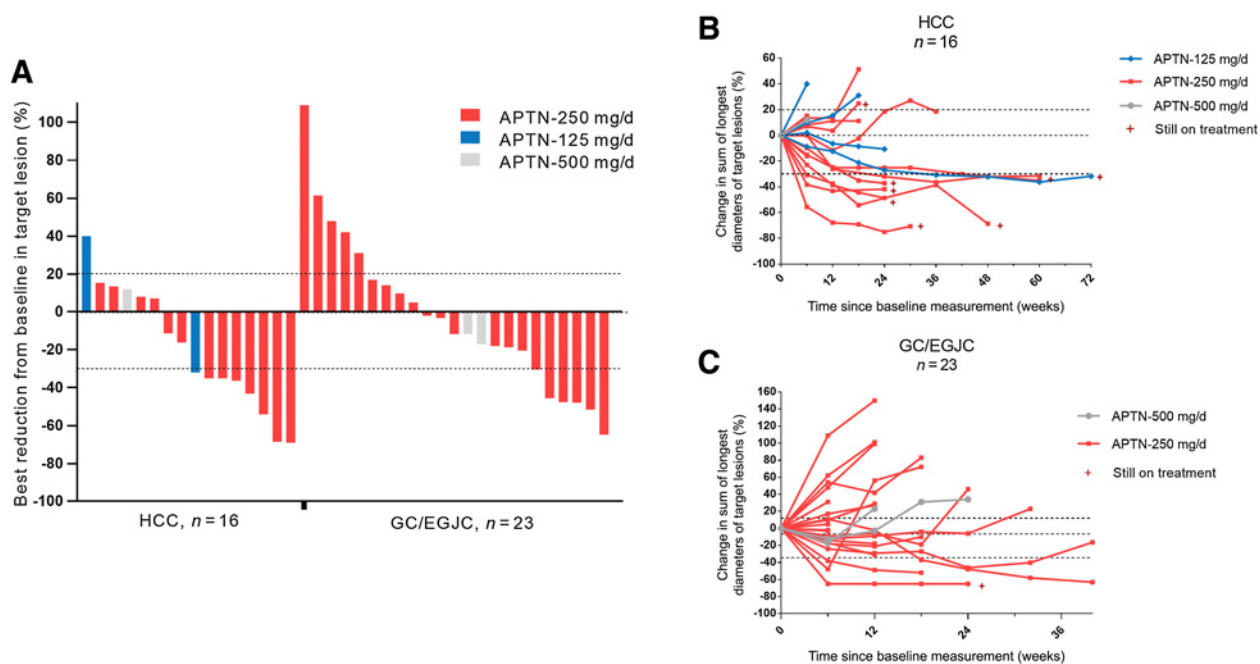 A
Best reduction from baseline in target lesion (%)
100
80
60
40
20
0
-20
-40
-60
-80
-100
APTN-250 mg/d
APTN-125 mg/d
APTN-500 mg/d
HCC, n = 16
GC/EGJC, n = 23
B
HCC
n = 16
Change in sum of longest
diameters of target lesions (%)
60
40
20
0
-20
-40
-60
-80
-100
0
12
24
36
48
60
72
Time since baseline measurement (weeks)
APTN-125 mg/d
APTN-250 mg/d
APTN-500 mg/d
+ Still on treatment
C
GC/EGJC
n = 23
Change in sum of longest
diameters of target lesions (%)
160
140
120
100
80
60
40
20
0
-20
-40
-60
-80
-100
0
12
24
36
Time since baseline measurement (weeks)
APTN-500 mg/d
APTN-250 mg/d
+ Still on treatment